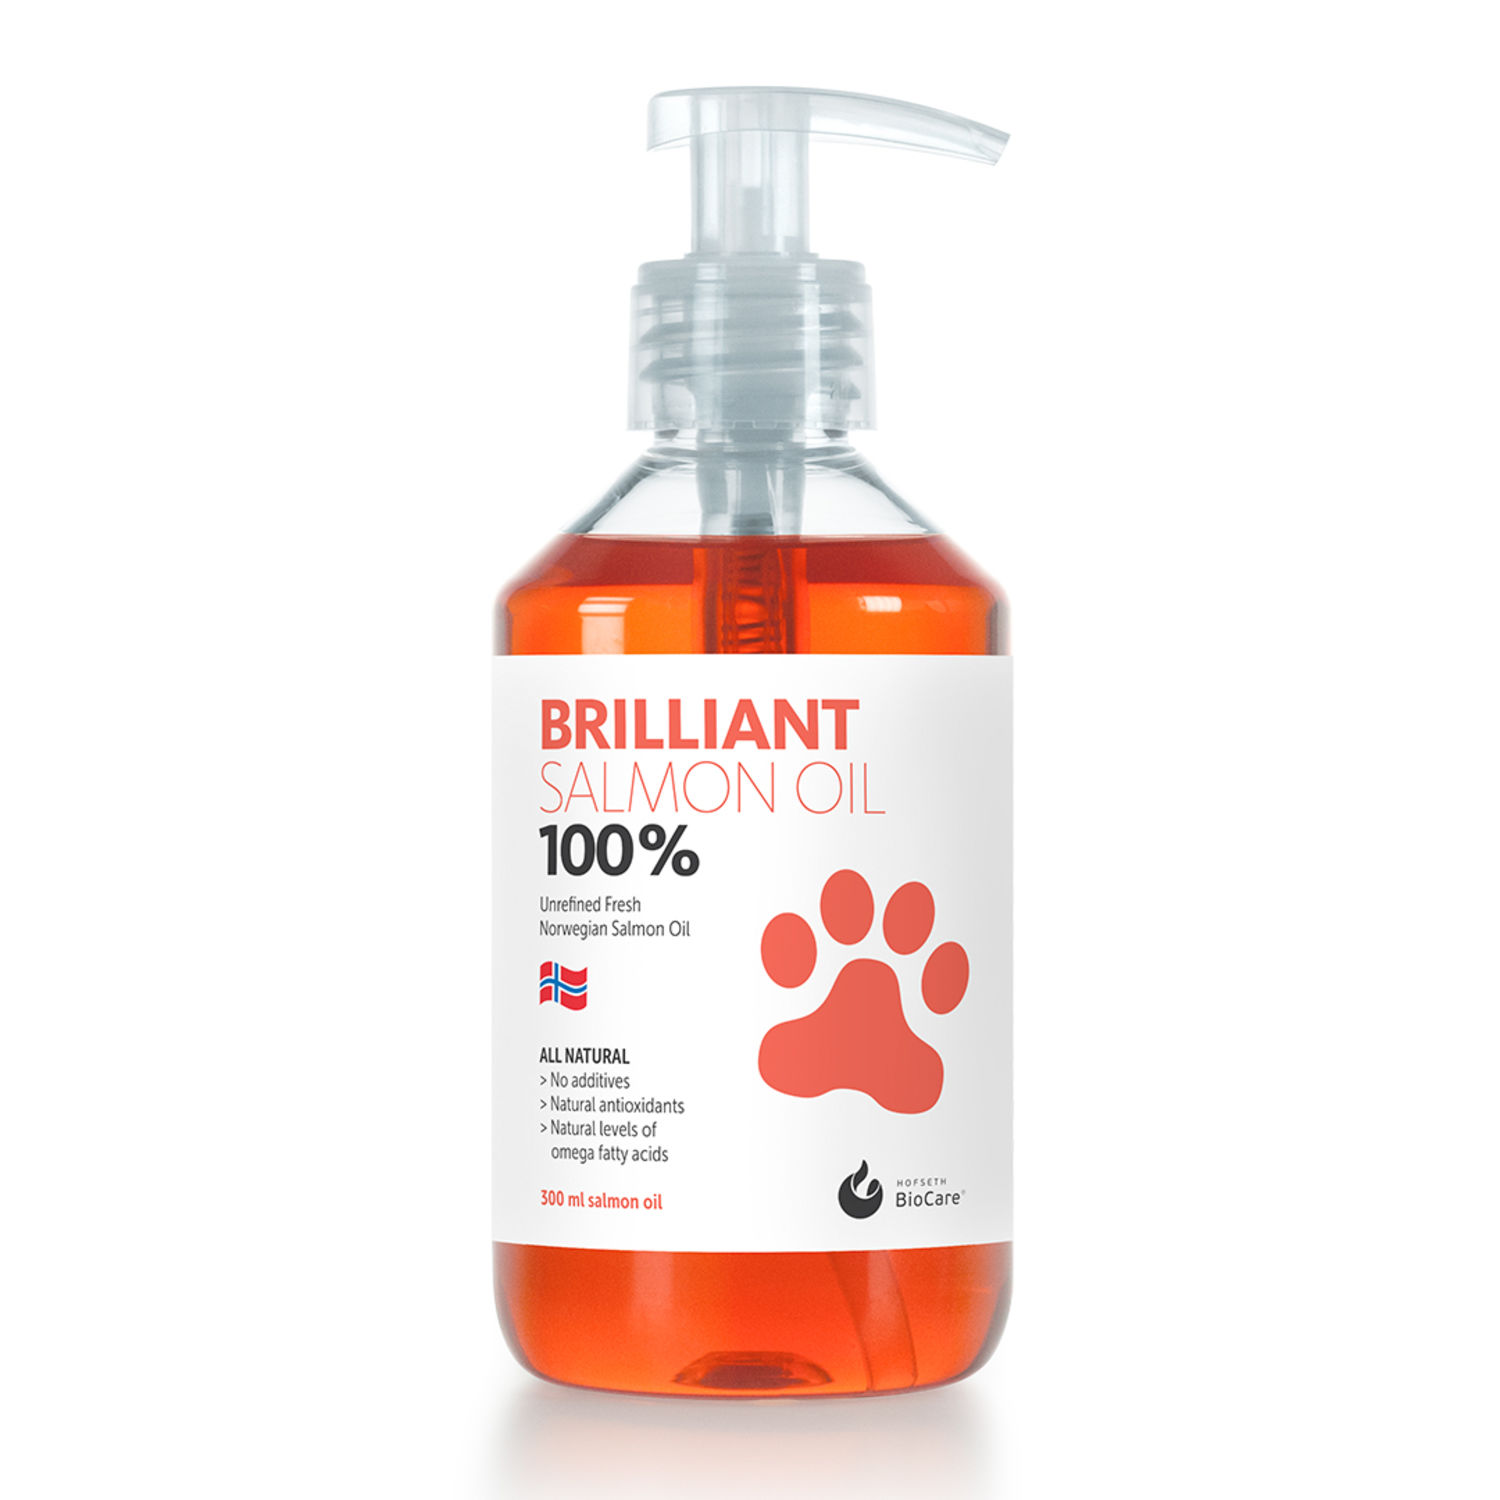 BRILLIANT
SALMON OIL
100%
Unrefined Fresh
Norwegian Salmon Oil
ALL NATURAL
> No additives
> Natural antioxidants
> Natural levels of
omega fatty acids
300 ml salmon oil
HOFSETH
BioCare®